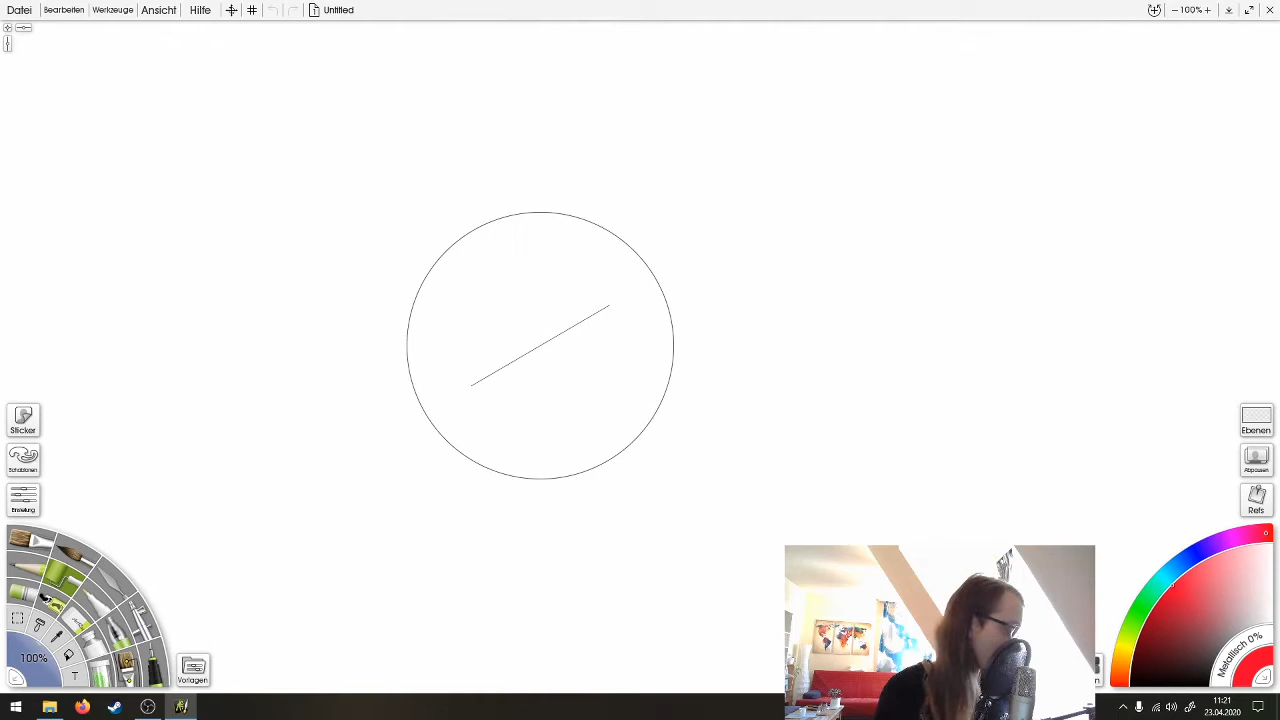 Datei Bearbeiten Werkzeuge Ansicht Hilfe 1 Untitled 100%
Sticker
Schablonen
Einstellung
100%
T
Vorlagen
Ebenen
Abpausen
Refs
Metallisch 0%
11:21
23.04.2020